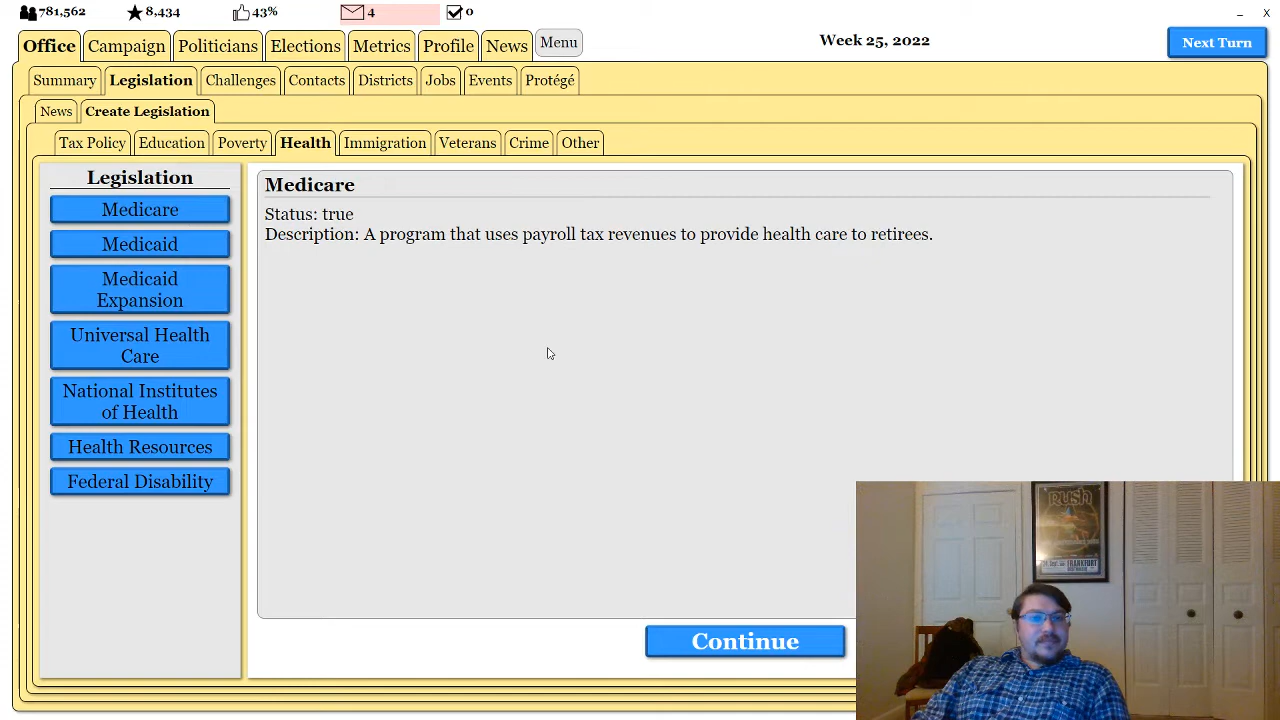 781,562 8,434 43% 4 0 _ X
Office Campaign Politicians Elections Metrics Profile News Menu Week 25, 2022 Next Turn
Summary Legislation Challenges Contacts Districts Jobs Events Protégé
News Create Legislation
Tax Policy Education Poverty Health Immigration Veterans Crime Other
Legislation
Medicare
Medicaid
Medicaid
Expansion
Universal Health
Care
National Institutes
of Health
Health Resources
Federal Disability
Medicare
Status: true
Description: A program that uses payroll tax revenues to provide health care to retirees.
Continue
RUSH
FRANKFURT